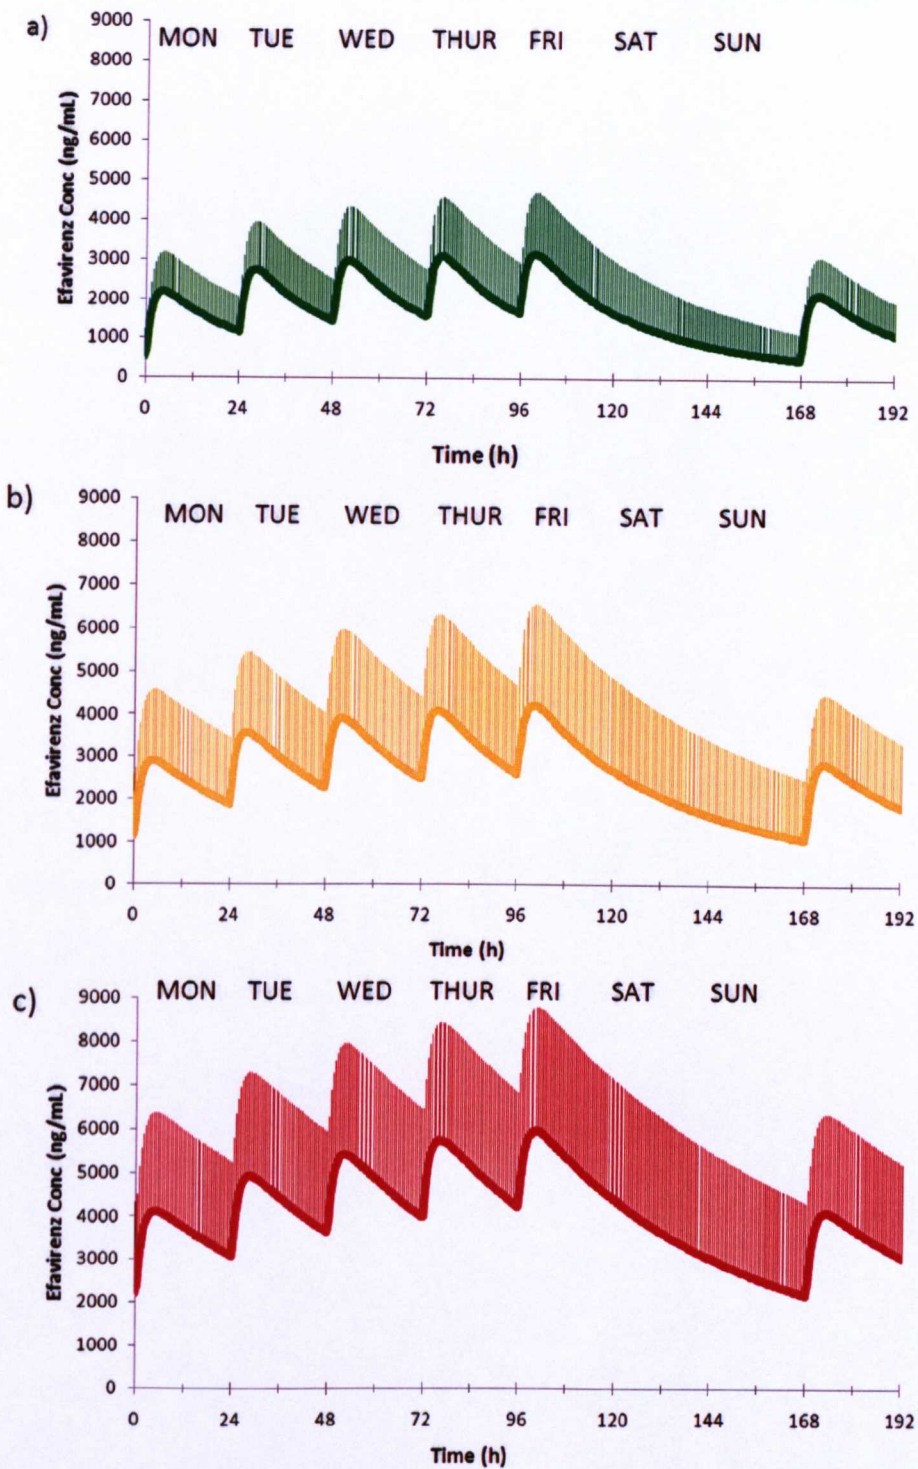 a)
MON TUE WED THUR FRI SAT SUN
Efavirenz Conc (ng/mL)
9000
8000
7000
6000
5000
4000
3000
2000
1000
0
0 24 48 72 96 120 144 168 192
Time (h)
b)
MON TUE WED THUR FRI SAT SUN
Efavirenz Conc (ng/mL)
9000
8000
7000
6000
5000
4000
3000
2000
1000
0
0 24 48 72 96 120 144 168 192
Time (h)
c)
MON TUE WED THUR FRI SAT SUN
Efavirenz Conc (ng/mL)
9000
8000
7000
6000
5000
4000
3000
2000
1000
0
0 24 48 72 96 120 144 168 192
Time (h)